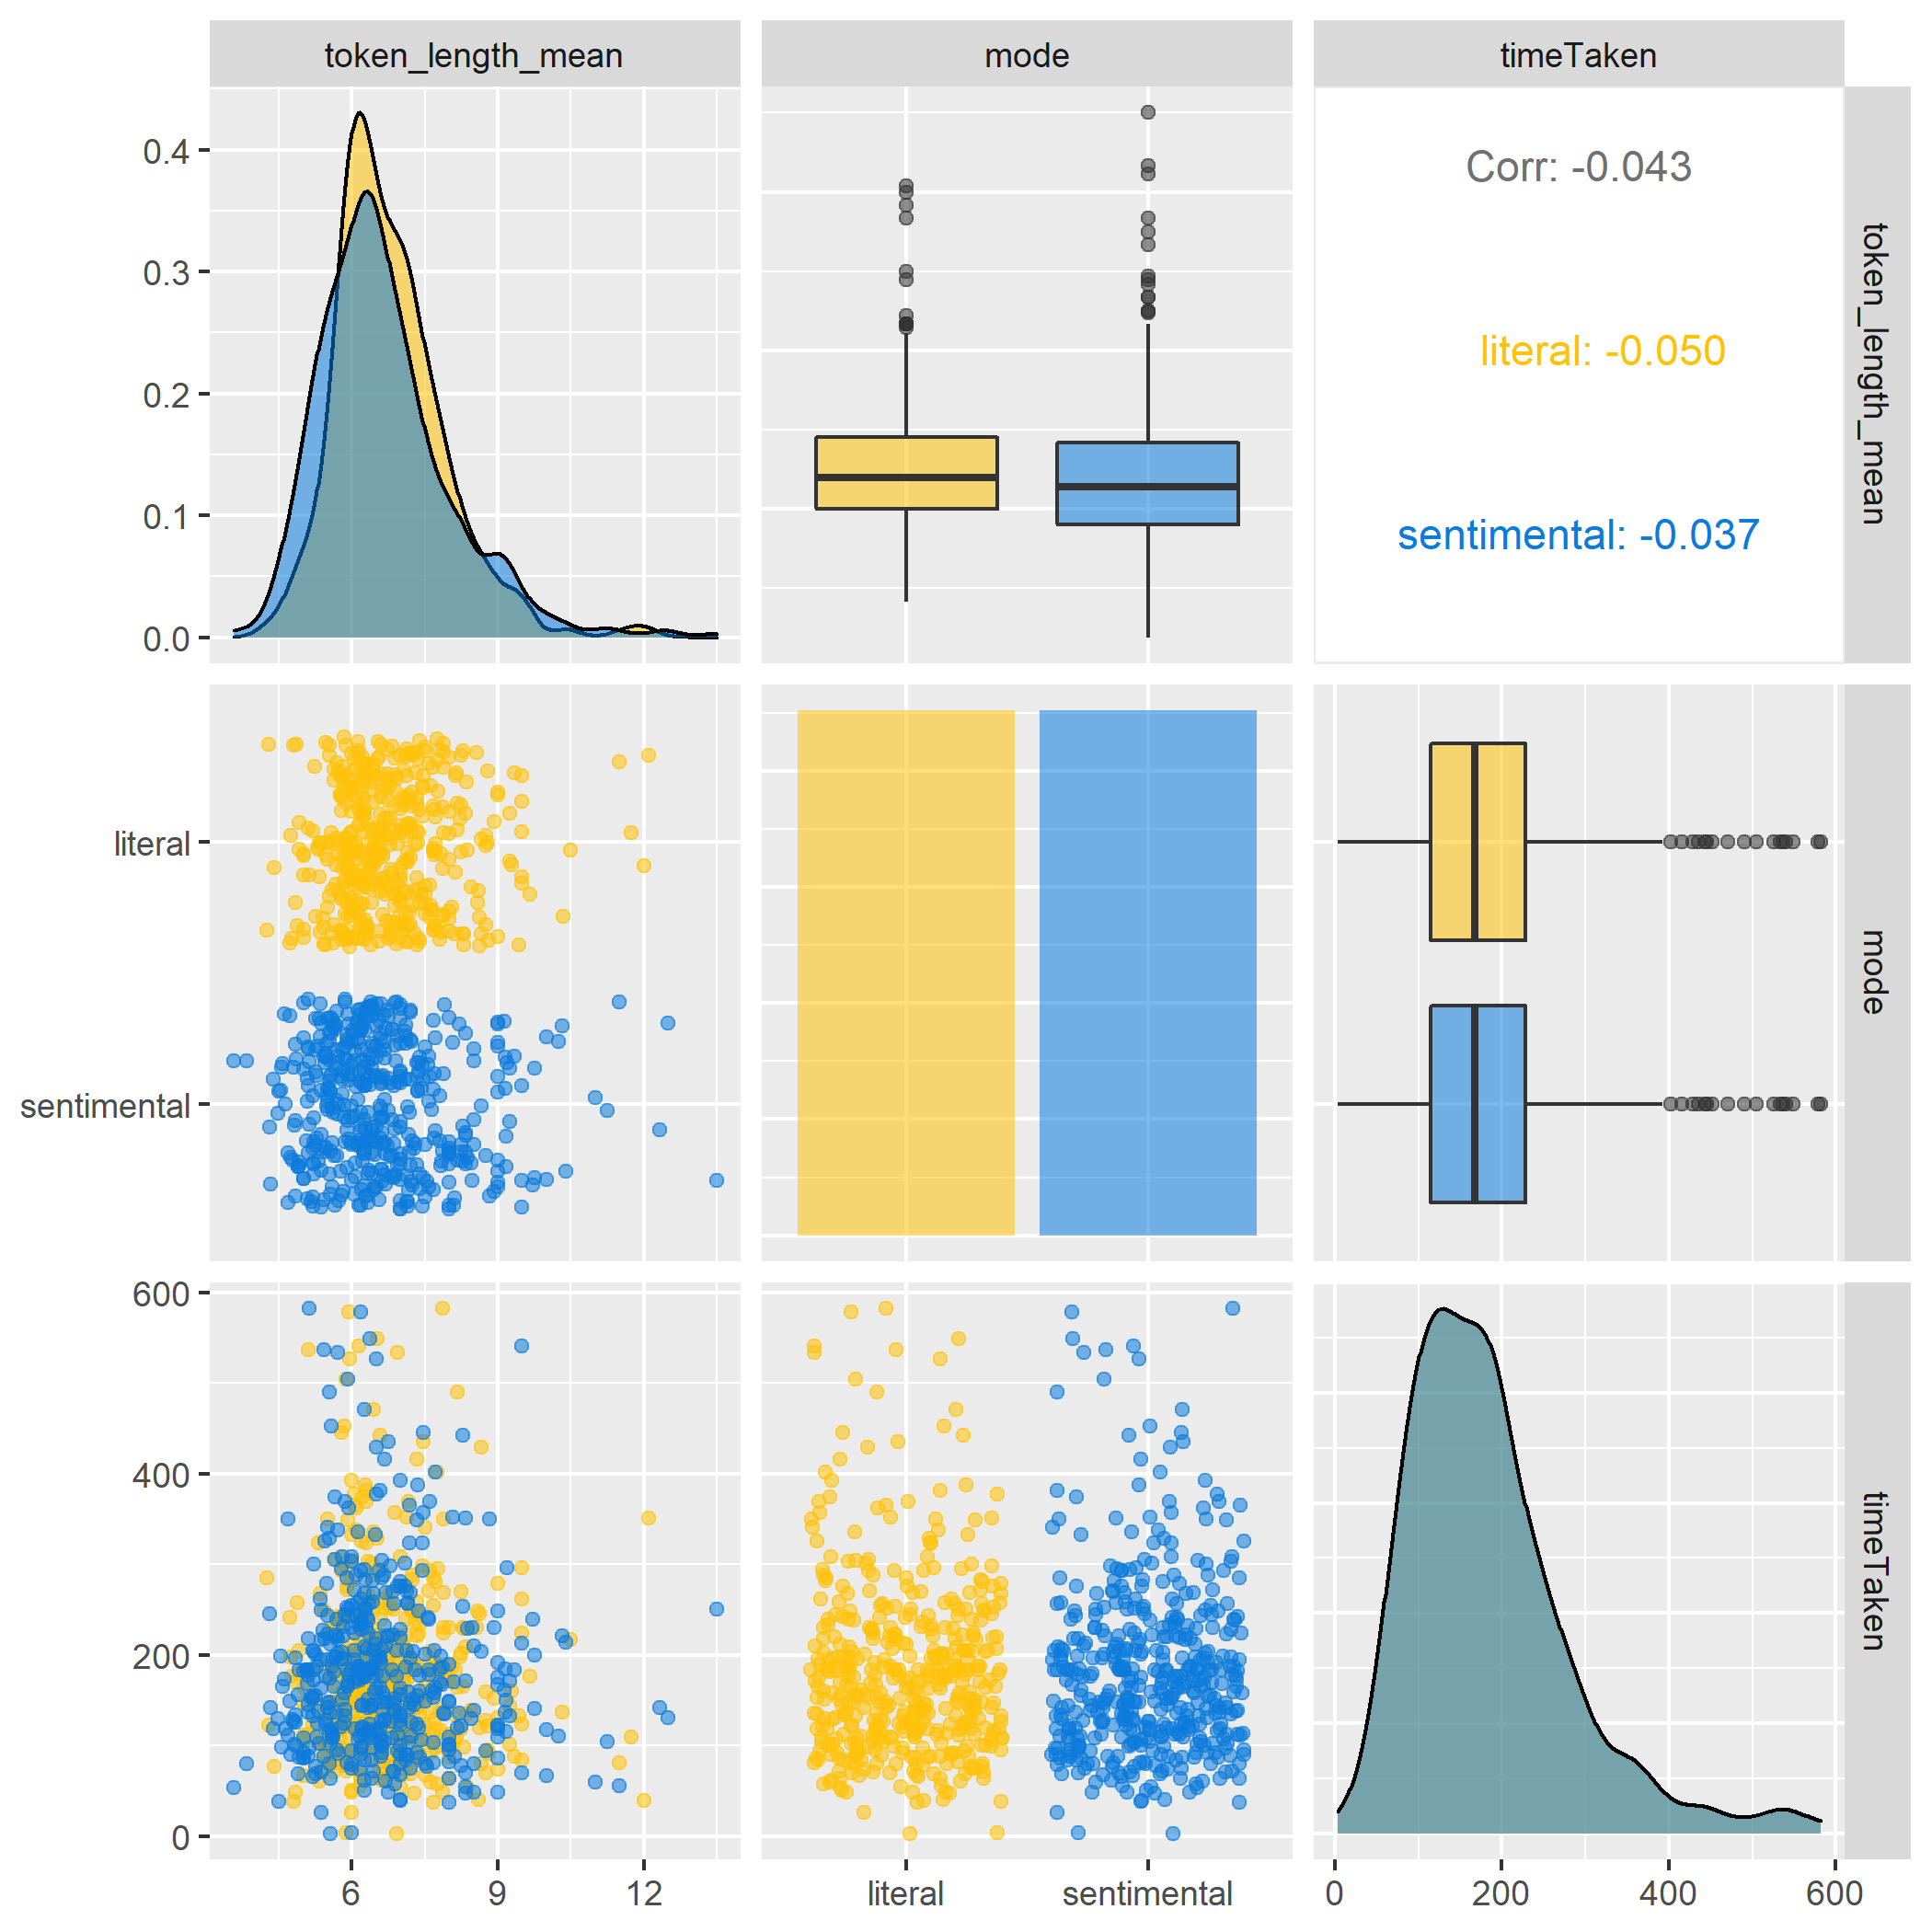 token_length_mean
mode
timeTaken
0.4
0.3
0.2
0.1
0.0
Corr: -0.043
literal: -0.050
sentimental: -0.037
token_length_mean
literal
sentimental
mode
600
400
200
0
timeTaken
6
9
12
literal
sentimental
0
200
400
600